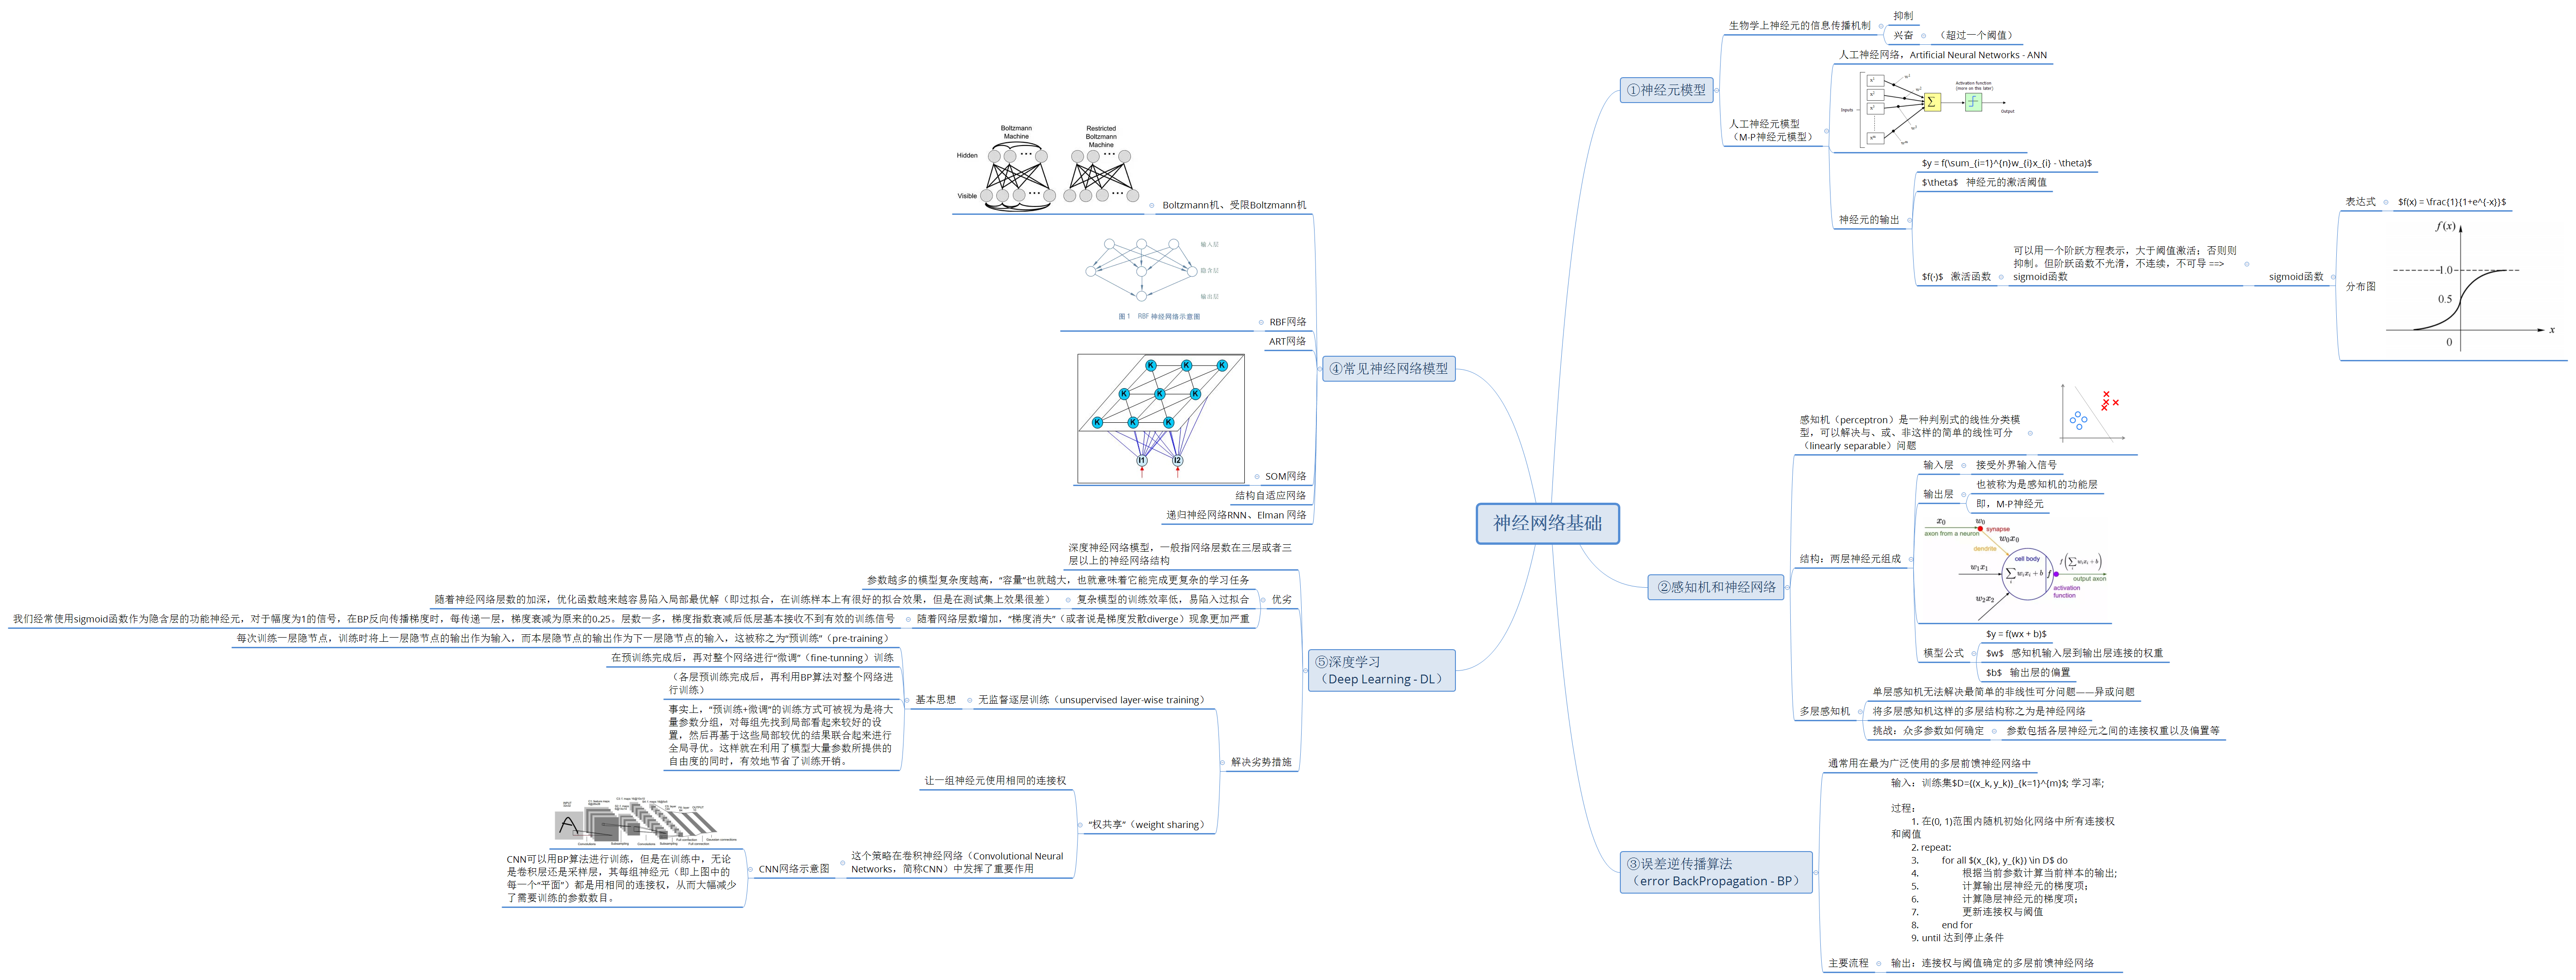 神经网络基础
①神经元模型
生物学上神经元的信息传播机制
抑制
兴奋
（超过一个阈值）
人工神经元模型
（M-P神经元模型）
人工神经网络，Artificial Neural Networks - ANN
Inputs
Activation function
(more on this later)
Output
神经元的输出
$y = f(\sum_{i=1}^{n}w_{i}x_{i} - \theta)$
$\theta$ 神经元的激活阈值
$f(·)$ 激活函数
可以用一个阶跃方程表示，大于阈值激活；否则则
抑制。但阶跃函数不光滑，不连续，不可导 ==>
sigmoid函数
sigmoid函数
表达式
$f(x) = \frac{1}{1+e^{-x}}$
分布图
f (x)
1.0
0.5
0
x
②感知机和神经网络
感知机（perceptron）是一种判别式的线性分类模
型，可以解决与、或、非这样的简单的线性可分
（linearly separable）问题
结构：两层神经元组成
输入层
接受外界输入信号
输出层
也被称为是感知机的功能层
即，M-P神经元
x0
w0
synapse
axon from a neuron
w0x0
dendrite
cell body
w1x1
w2x2
output axon
activation
function
模型公式
$y = f(wx + b)$
$w$ 感知机输入层到输出层连接的权重
$b$ 输出层的偏置
多层感知机
单层感知机无法解决最简单的非线性可分问题——异或问题
将多层感知机这样的多层结构称之为是神经网络
挑战：众多参数如何确定
参数包括各层神经元之间的连接权重以及偏置等
③误差逆传播算法
（error BackPropagation - BP）
通常用在最为广泛使用的多层前馈神经网络中
主要流程
输入：训练集$D={(x_k, y_k)}_{k=1}^{m}$; 学习率;
过程：
1. 在(0, 1)范围内随机初始化网络中所有连接权
和阈值
2. repeat:
3. for all $(x_{k}, y_{k}) \in D$ do
4. 根据当前参数计算当前样本的输出;
5. 计算输出层神经元的梯度项；
6. 计算隐层神经元的梯度项；
7. 更新连接权与阈值
8. end for
9. until 达到停止条件
输出：连接权与阈值确定的多层前馈神经网络
④常见神经网络模型
Boltzmann机、受限Boltzmann机
Boltzmann
Machine
Restricted
Boltzmann
Machine
Hidden
Visible
RBF网络
输入层
隐含层
输出层
图 1 RBF 神经网络示意图
ART网络
SOM网络
K K K
K K K
K K K
I1 I2
结构自适应网络
递归神经网络RNN、Elman 网络
⑤深度学习
（Deep Learning - DL）
深度神经网络模型，一般指网络层数在三层或者三
层以上的神经网络结构
优劣
参数越多的模型复杂度越高，“容量”也就越大，也就意味着它能完成更复杂的学习任务
复杂模型的训练效率低，易陷入过拟合
随着神经网络层数的加深，优化函数越来越容易陷入局部最优解（即过拟合，在训练样本上有很好的拟合效果，但是在测试集上效果很差）
随着网络层数增加，“梯度消失”（或者说是梯度发散diverge）现象更加严重
我们经常使用sigmoid函数作为隐含层的功能神经元，对于幅度为1的信号，在BP反向传播梯度时，每传递一层，梯度衰减为原来的0.25。层数一多，梯度指数衰减后低层基本接收不到有效的训练信号
解决劣势措施
无监督逐层训练（unsupervised layer-wise training）
基本思想
每次训练一层隐节点，训练时将上一层隐节点的输出作为输入，而本层隐节点的输出作为下一层隐节点的输入，这被称之为“预训练”（pre-training）
在预训练完成后，再对整个网络进行“微调”（fine-tunning）训练
（各层预训练完成后，再利用BP算法对整个网络进
行训练）
事实上，“预训练+微调”的训练方式可被视为是将大
量参数分组，对每组先找到局部看起来较好的设
置，然后再基于这些局部较优的结果联合起来进行
全局寻优。这样就在利用了模型大量参数所提供的
自由度的同时，有效地节省了训练开销。
“权共享”（weight sharing）
让一组神经元使用相同的连接权
这个策略在卷积神经网络（Convolutional Neural
Networks，简称CNN）中发挥了重要作用
CNN网络示意图
Convolutions
Subsampling
Convolutions
Subsampling
Full connection
Gaussian connections
CNN可以用BP算法进行训练，但是在训练中，无论
是卷积层还是采样层，其每组神经元（即上图中的
每一个“平面”）都是用相同的连接权，从而大幅减少
了需要训练的参数数目。